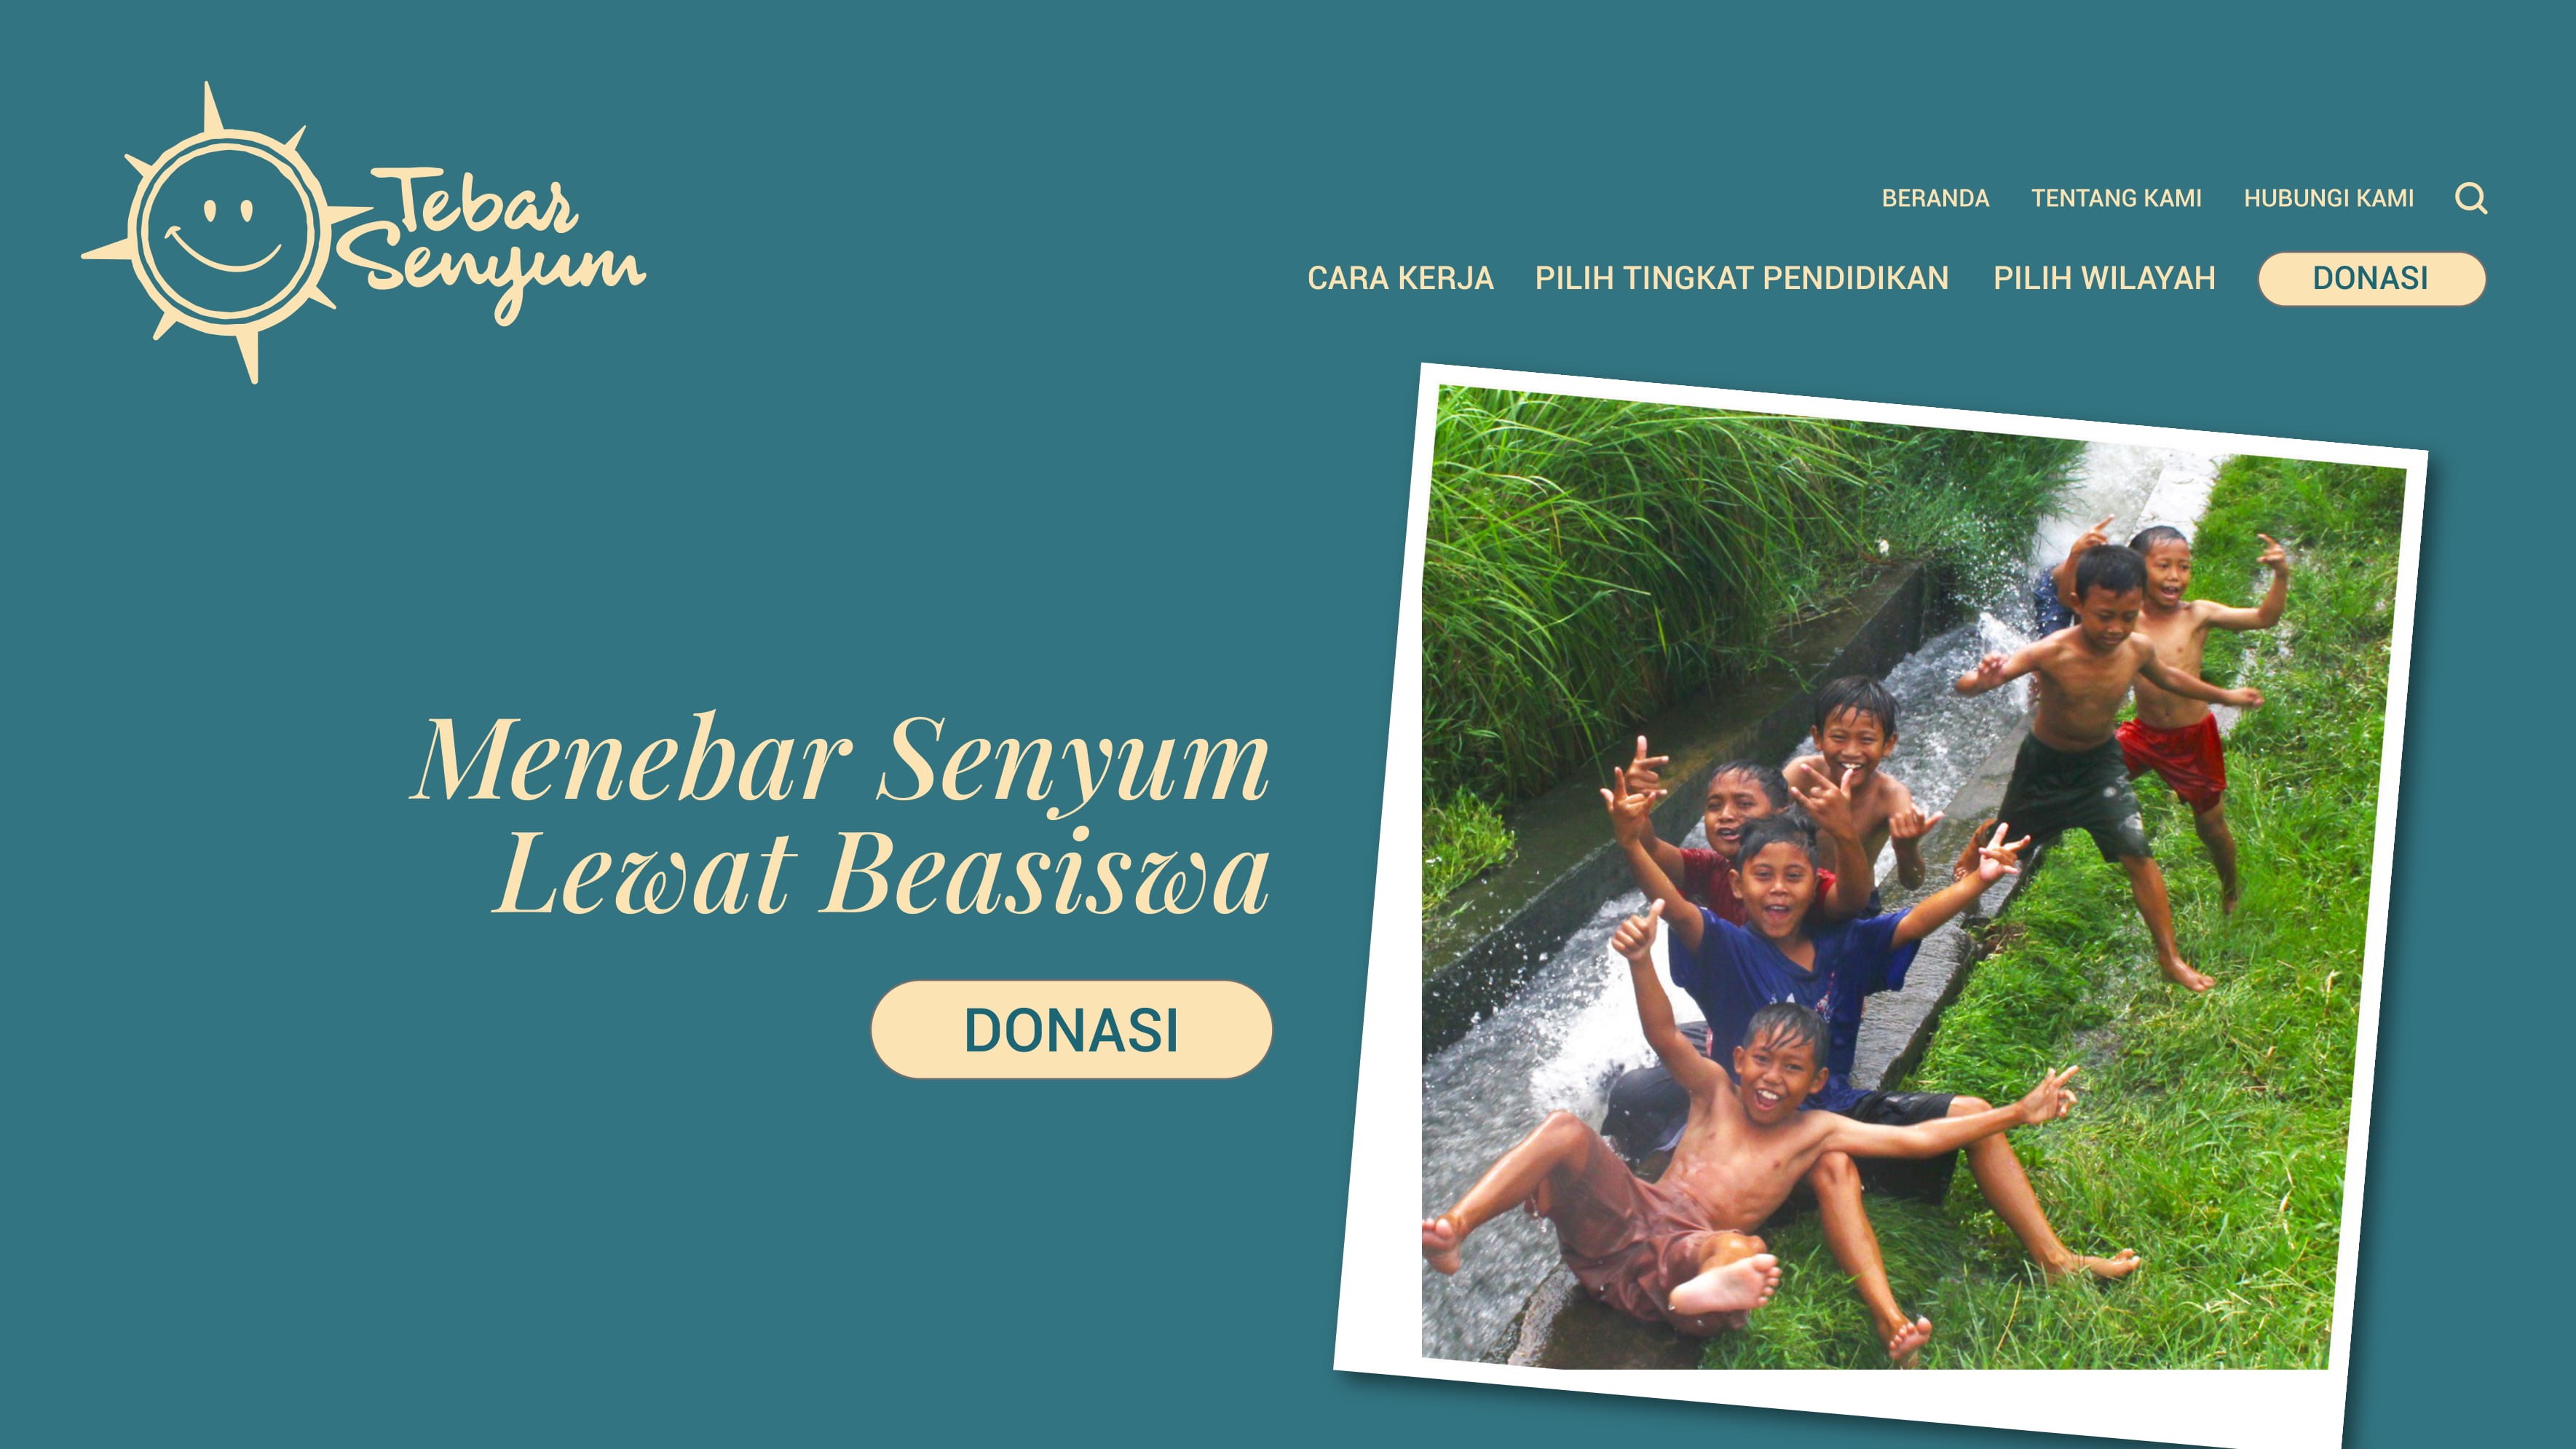 Tebar
Senyum
BERANDA TENTANG KAMI HUBUNGI KAMI
CARA KERJA PILIH TINGKAT PENDIDIKAN PILIH WILAYAH DONASI
Menebar Senyum
Lewat Beasiswa
DONASI